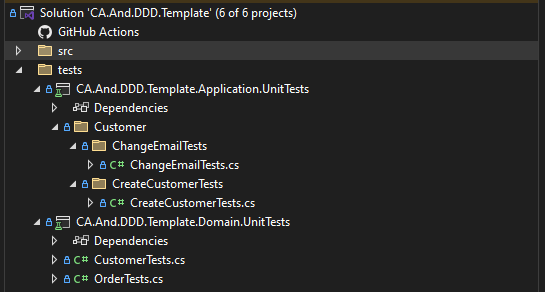 Solution 'CA.And.DDD.Template' (6 of 6 projects)
GitHub Actions
src
tests
CA.And.DDD.Template.Application.UnitTests
Dependencies
Customer
ChangeEmailTests
C# ChangeEmailTests.cs
CreateCustomerTests
C# CreateCustomerTests.cs
CA.And.DDD.Template.Domain.UnitTests
Dependencies
C# CustomerTests.cs
C# OrderTests.cs